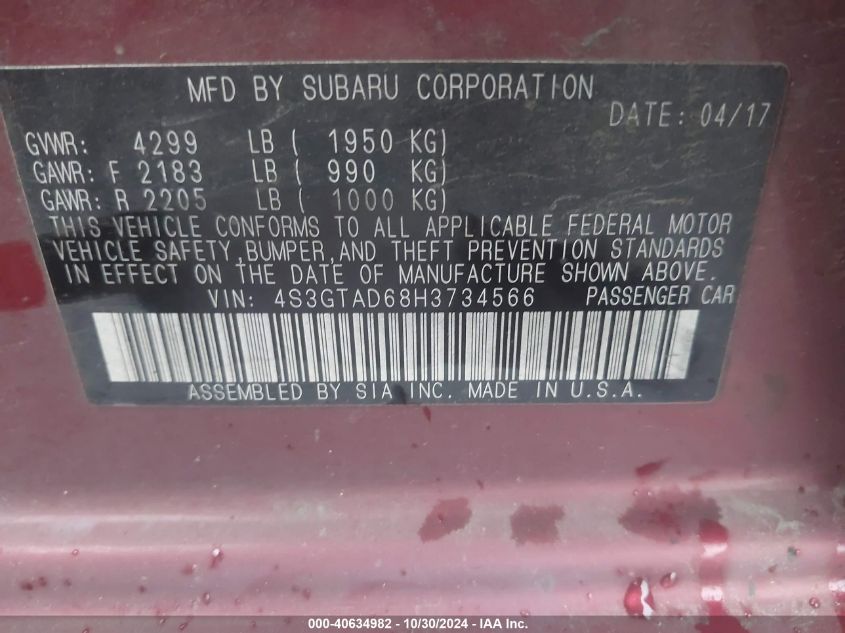 MFD BY SUBARU CORPORATION
DATE: 04/17
GVWR: 4299 LB ( 1950 KG)
GAWR: F 2183 LB ( 990 KG)
GAWR: R 2205 LB ( 1000 KG)
THIS VEHICLE CONFORMS TO ALL APPLICABLE FEDERAL MOTOR
VEHICLE SAFETY,BUMPER,AND THEFT PREVENTION STANDARDS
IN EFFECT ON THE DATE OF MANUFACTURE SHOWN ABOVE.
VIN: 4S3GTAD68H3734566 PASSENGER CAR
ASSEMBLED BY SIA INC. MADE IN U.S.A.
000-40634982 - 10/30/2024 - IAA Inc.